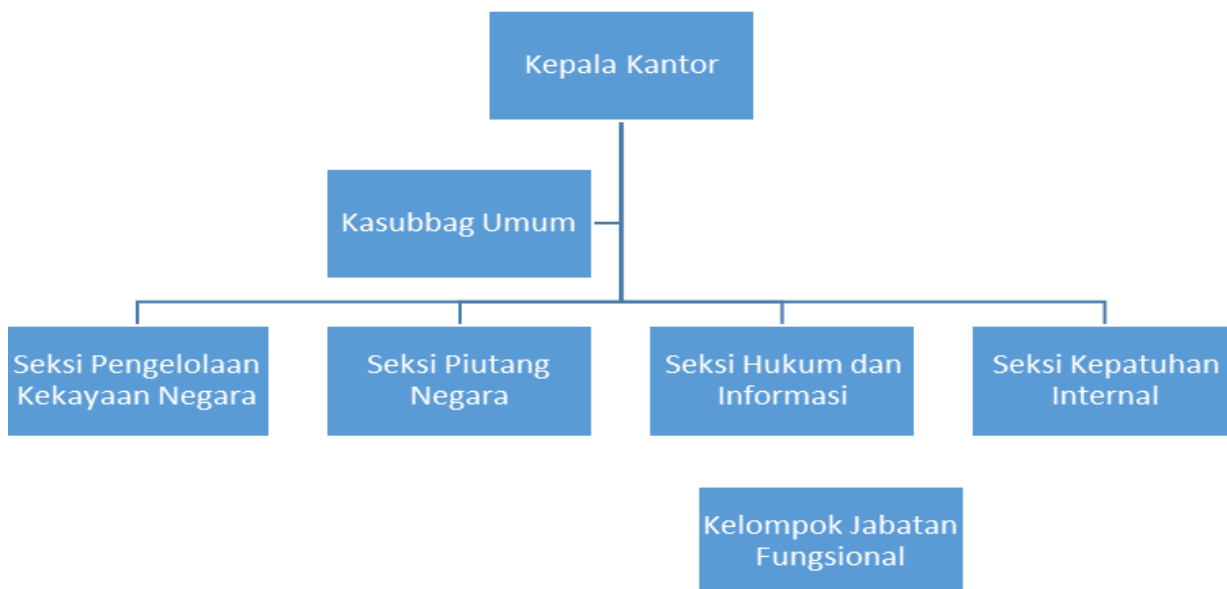 Kepala Kantor
Kasubbag Umum
Seksi Pengelolaan
Kekayaan Negara
Seksi Piutang
Negara
Seksi Hukum dan
Informasi
Seksi Kepatuhan
Internal
Kelompok Jabatan
Fungsional